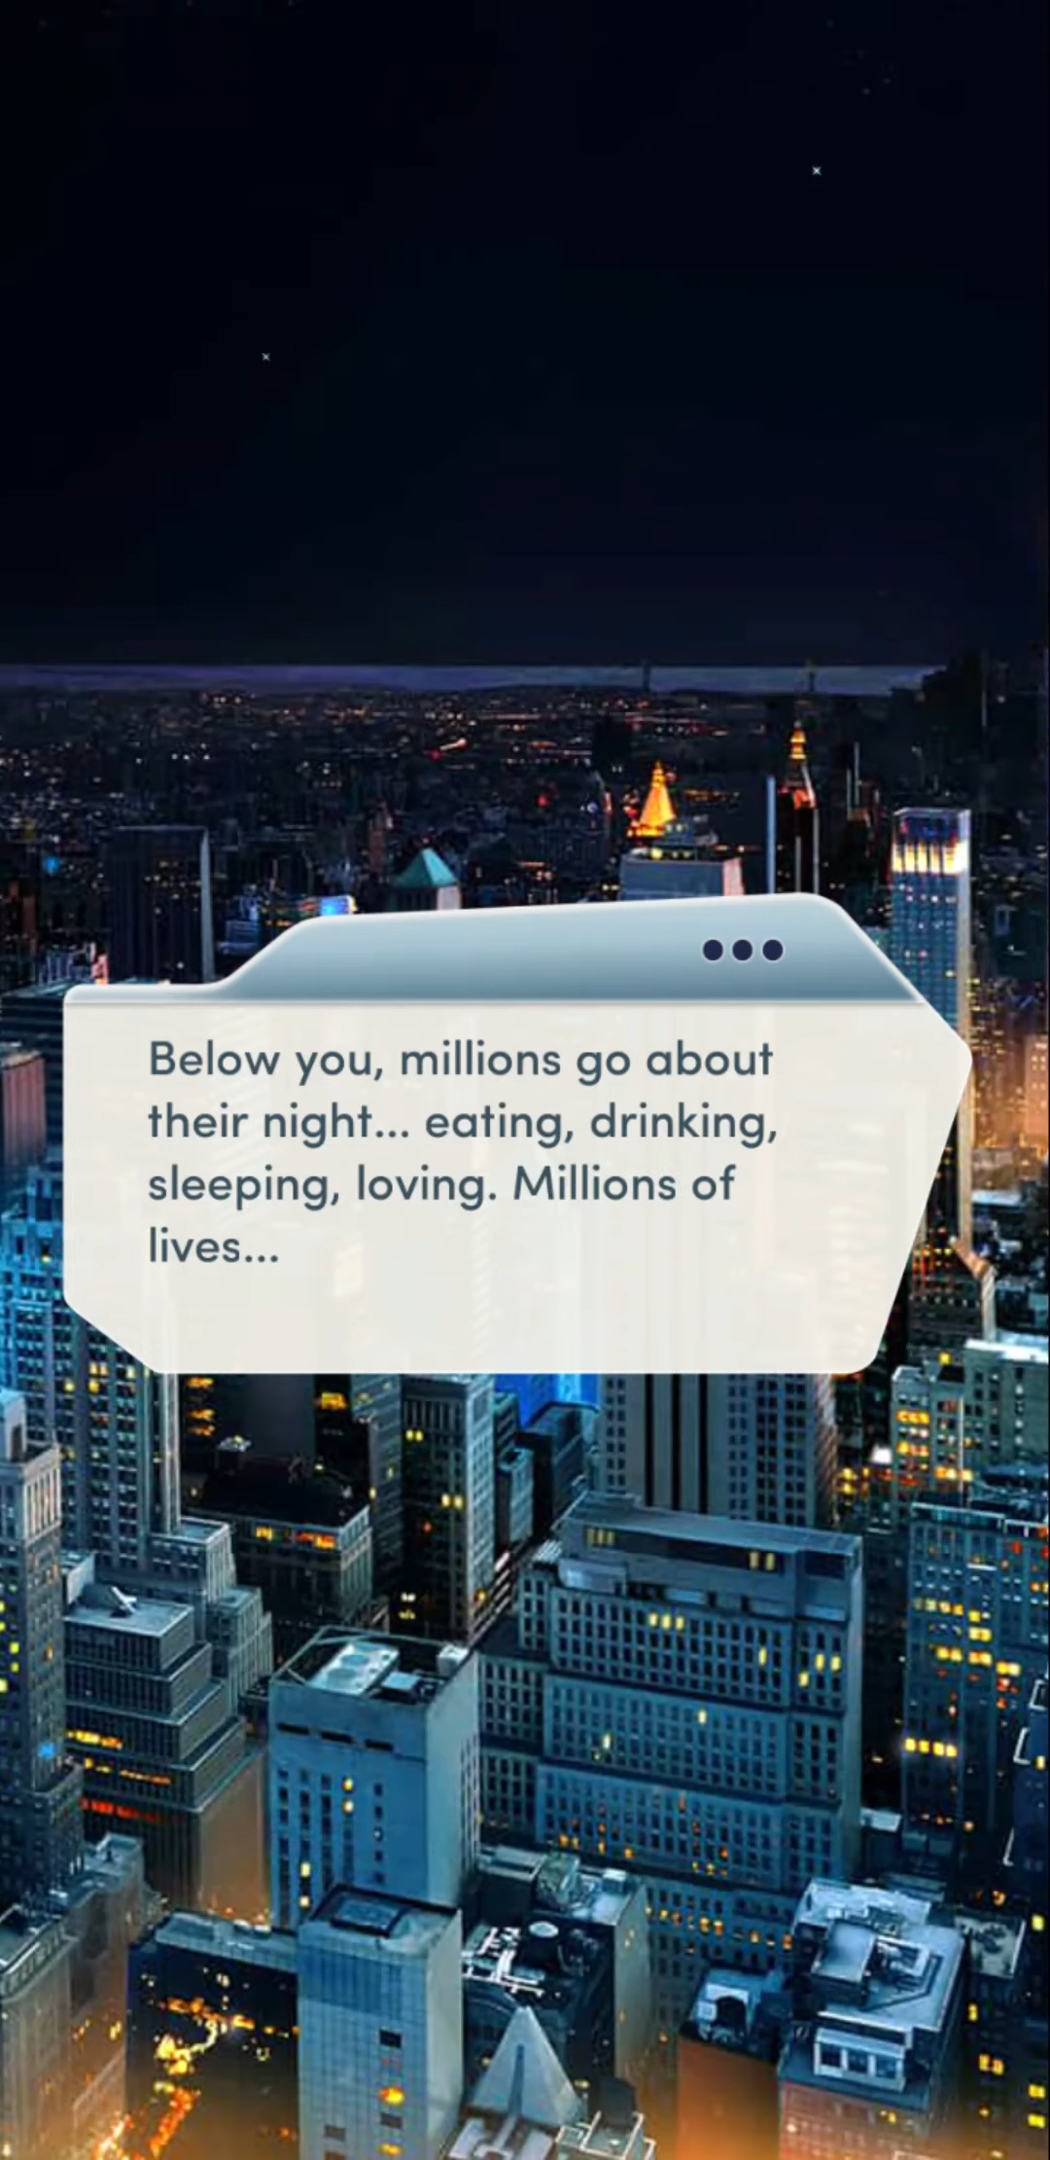 Below you, millions go about
their night... eating, drinking,
sleeping, loving. Millions of
lives...